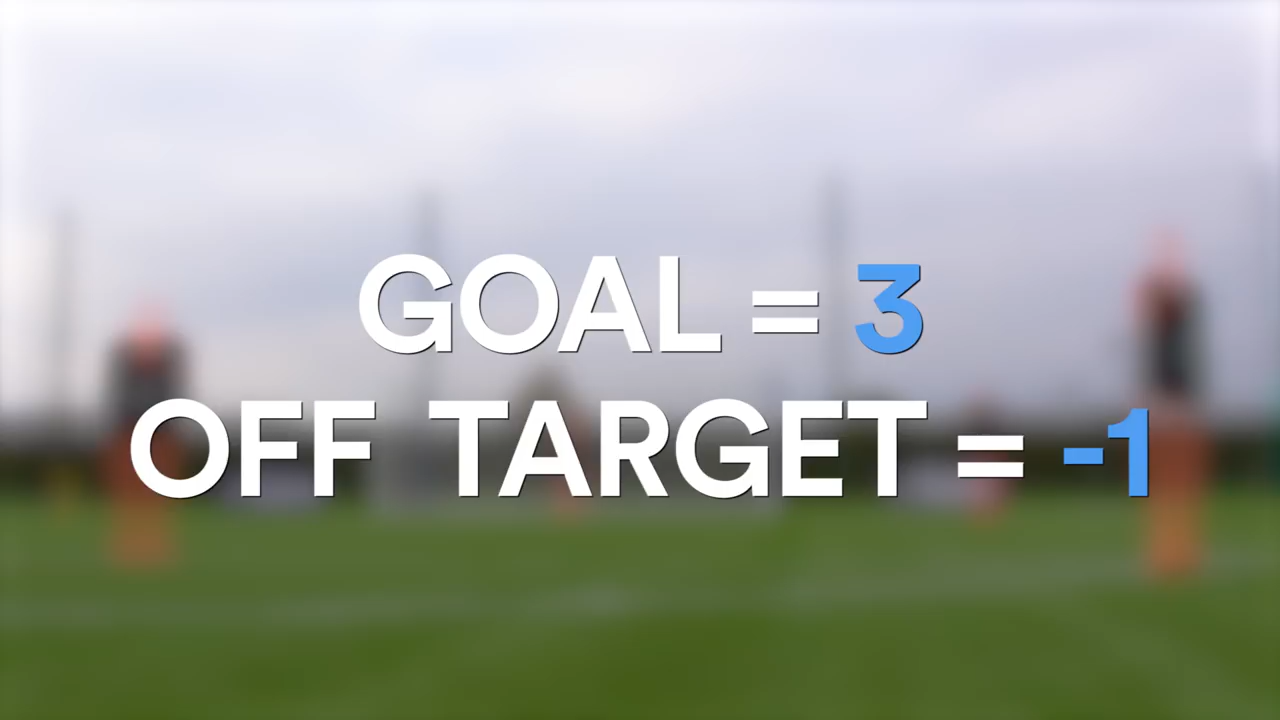 GOAL = 3
OFF TARGET = -1